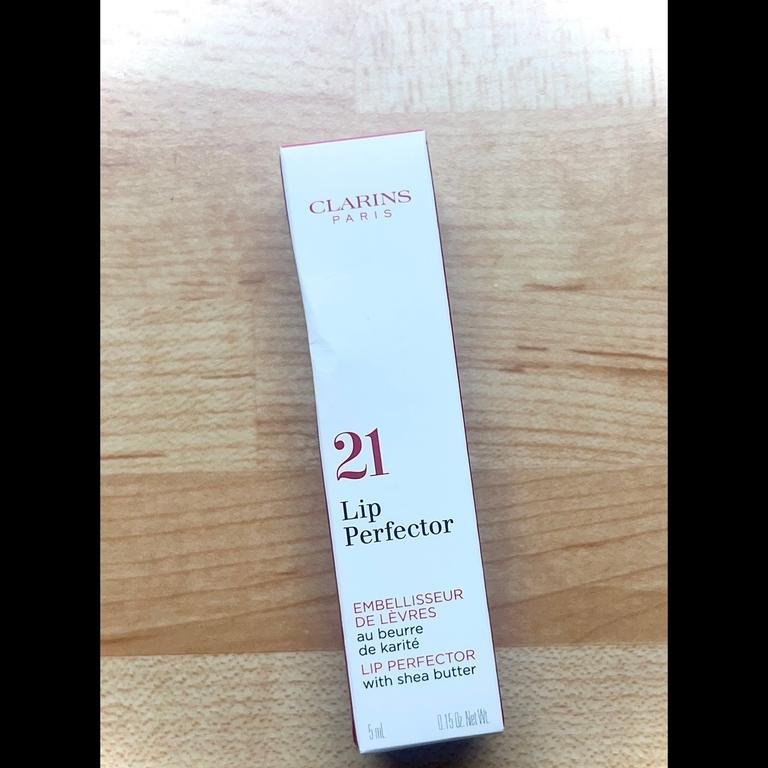 CLARINS
PARIS
21
Lip
Perfector
EMBELLISSEUR
DE LÈVRES
au beurre
de karité
LIP PERFECTOR
with shea butter
5 mL 0.15 Oz. Net Wt.